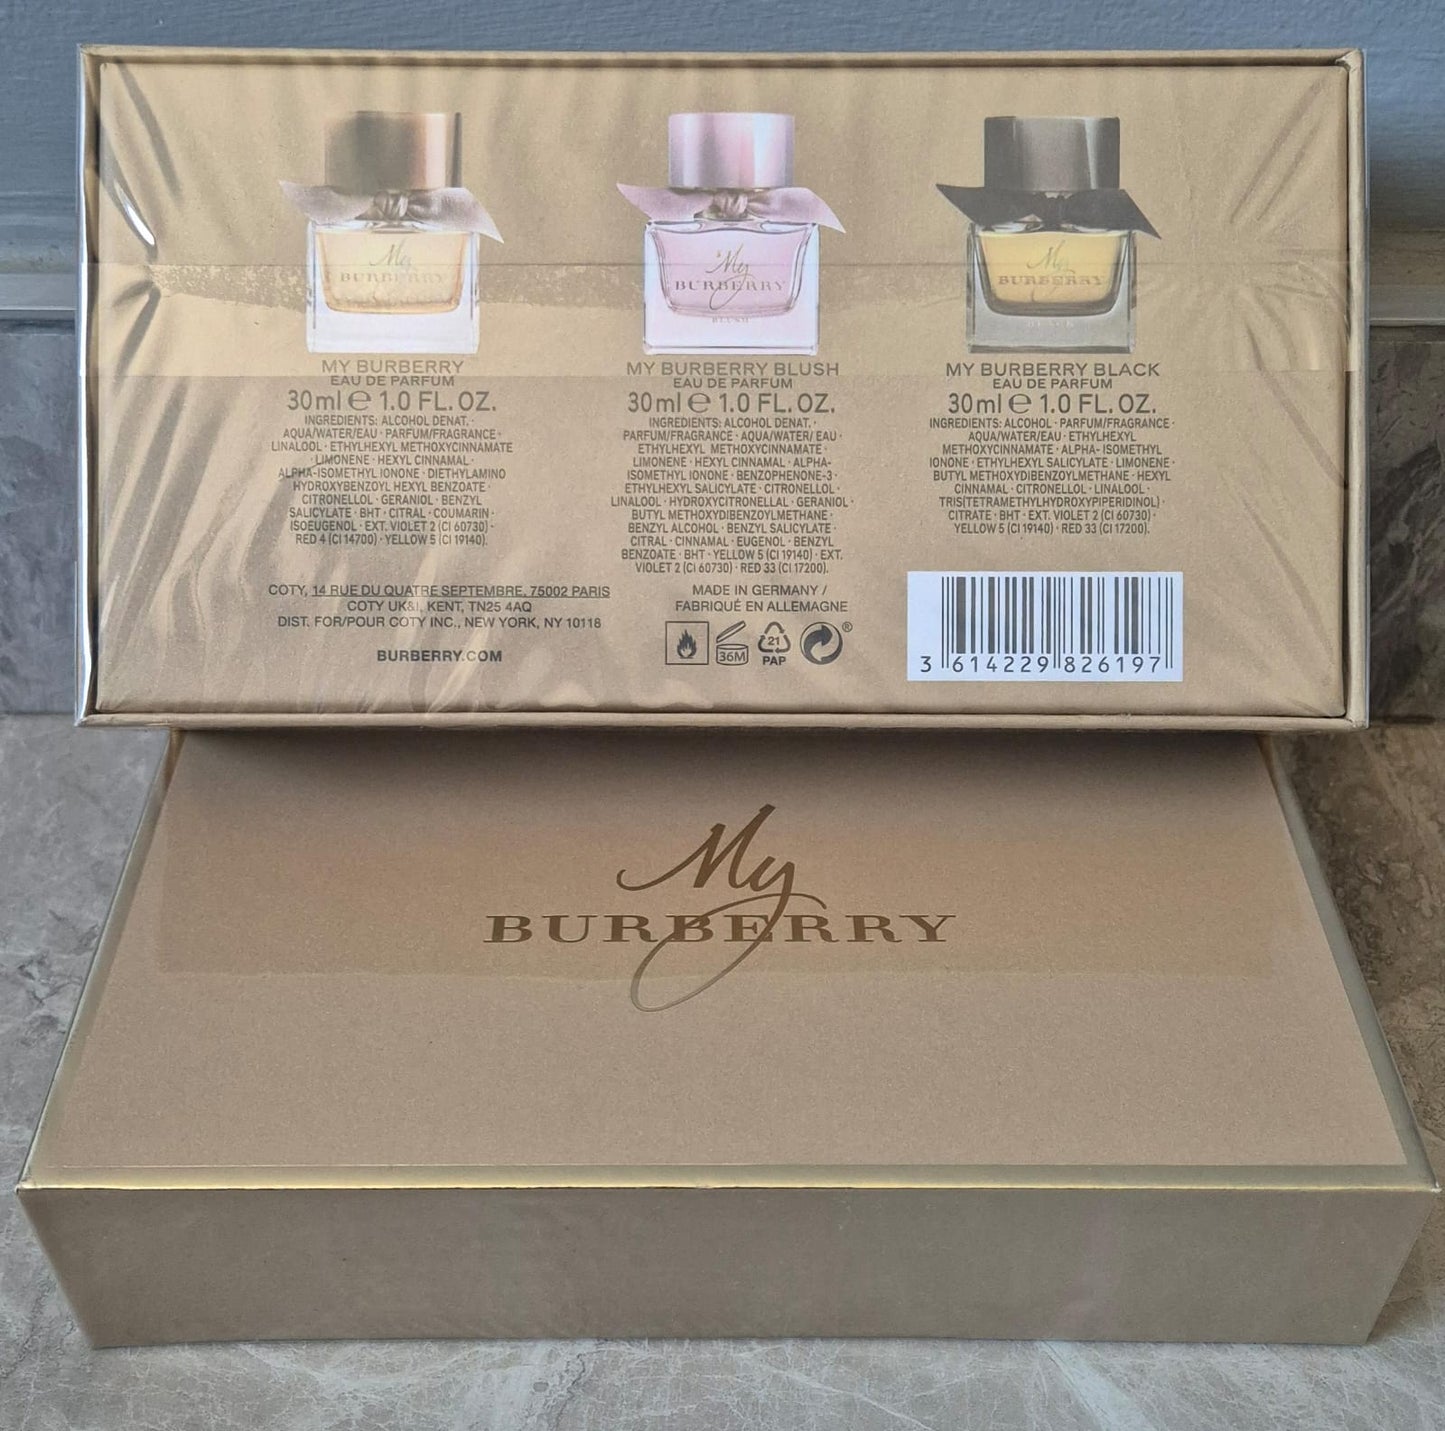 My
BURBERRY
My
BURBERRY
BLUSH
My
BURBERRY
BLACK
MY BURBERRY
EAU DE PARFUM
30ml ℮ 1.0 FL. OZ.
INGREDIENTS: ALCOHOL DENAT. ·
AQUA/WATER/EAU · PARFUM/FRAGRANCE ·
LINALOOL · ETHYLHEXYL METHOXYCINNAMATE
· LIMONENE · HEXYL CINNAMAL ·
ALPHA-ISOMETHYL IONONE · DIETHYLAMINO
HYDROXYBENZOYL HEXYL BENZOATE ·
CITRONELLOL · GERANIOL · BENZYL
SALICYLATE · BHT · CITRAL · COUMARIN ·
ISOEUGENOL · EXT. VIOLET 2 (CI 60730) ·
RED 4 (CI 14700) · YELLOW 5 (CI 19140).
MY BURBERRY BLUSH
EAU DE PARFUM
30ml ℮ 1.0 FL. OZ.
INGREDIENTS: ALCOHOL DENAT. ·
PARFUM/FRAGRANCE · AQUA/WATER/ EAU ·
ETHYLHEXYL METHOXYCINNAMATE ·
LIMONENE · HEXYL CINNAMAL · ALPHA-
ISOMETHYL IONONE · BENZOPHENONE-3 ·
ETHYLHEXYL SALICYLATE · CITRONELLOL ·
LINALOOL · HYDROXYCITRONELLAL · GERANIOL ·
BUTYL METHOXYDIBENZOYLMETHANE ·
BENZYL ALCOHOL · BENZYL SALICYLATE ·
CITRAL · CINNAMAL · EUGENOL · BENZYL
BENZOATE · BHT · YELLOW 5 (CI 19140) · EXT.
VIOLET 2 (CI 60730) · RED 33 (CI 17200).
MY BURBERRY BLACK
EAU DE PARFUM
30ml ℮ 1.0 FL. OZ.
INGREDIENTS: ALCOHOL · PARFUM/FRAGRANCE ·
AQUA/WATER/EAU · ETHYLHEXYL
METHOXYCINNAMATE · ALPHA- ISOMETHYL
IONONE · ETHYLHEXYL SALICYLATE · LIMONENE ·
BUTYL METHOXYDIBENZOYLMETHANE · HEXYL
CINNAMAL · CITRONELLOL · LINALOOL ·
TRIS(TETRAMETHYLHYDROXYPIPERIDINOL) ·
CITRATE · BHT · EXT. VIOLET 2 (CI 60730) ·
YELLOW 5 (CI 19140) · RED 33 (CI 17200).
COTY, 14 RUE DU QUATRE SEPTEMBRE, 75002 PARIS
COTY UK&I, KENT, TN25 4AQ
DIST. FOR/POUR COTY INC., NEW YORK, NY 10118
BURBERRY.COM
MADE IN GERMANY /
FABRIQUÉ EN ALLEMAGNE
36M
21
PAP
®
3 614229 826197
My
BURBERRY